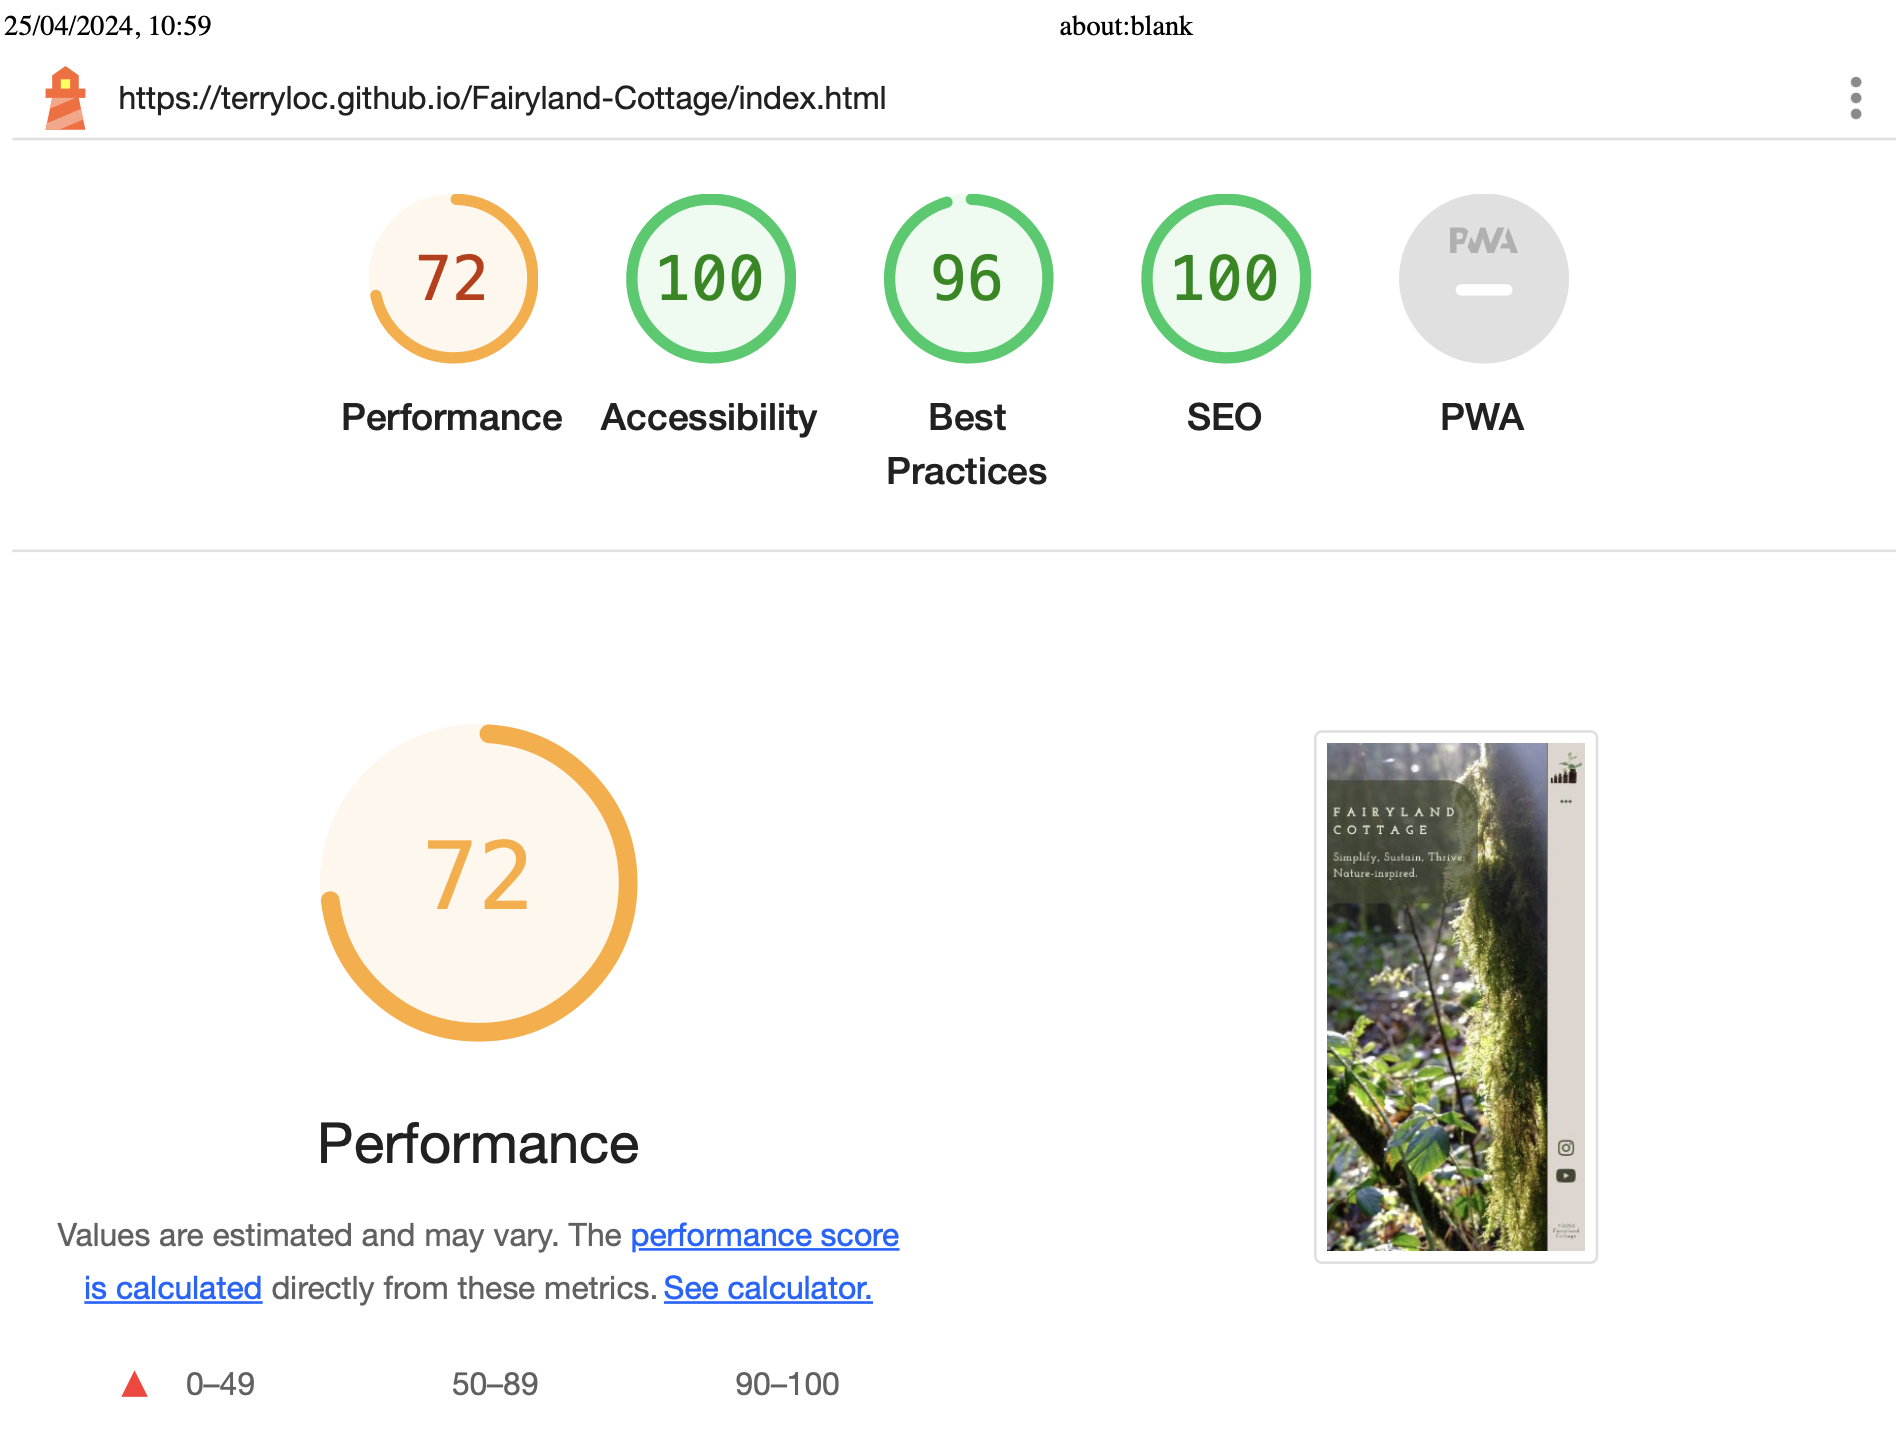 25/04/2024, 10:59 about:blank
https://terryloc.github.io/Fairyland-Cottage/index.html
72 100 96 100 PWA
Performance Accessibility Best Practices SEO PWA
72
Performance
Values are estimated and may vary. The performance score
is calculated directly from these metrics. See calculator.
0–49 50–89 90–100
FAIRYLAND
COTTAGE
Simplify, Sustain, Thrive:
Nature-inspired.
©2024
Fairyland
Cottage